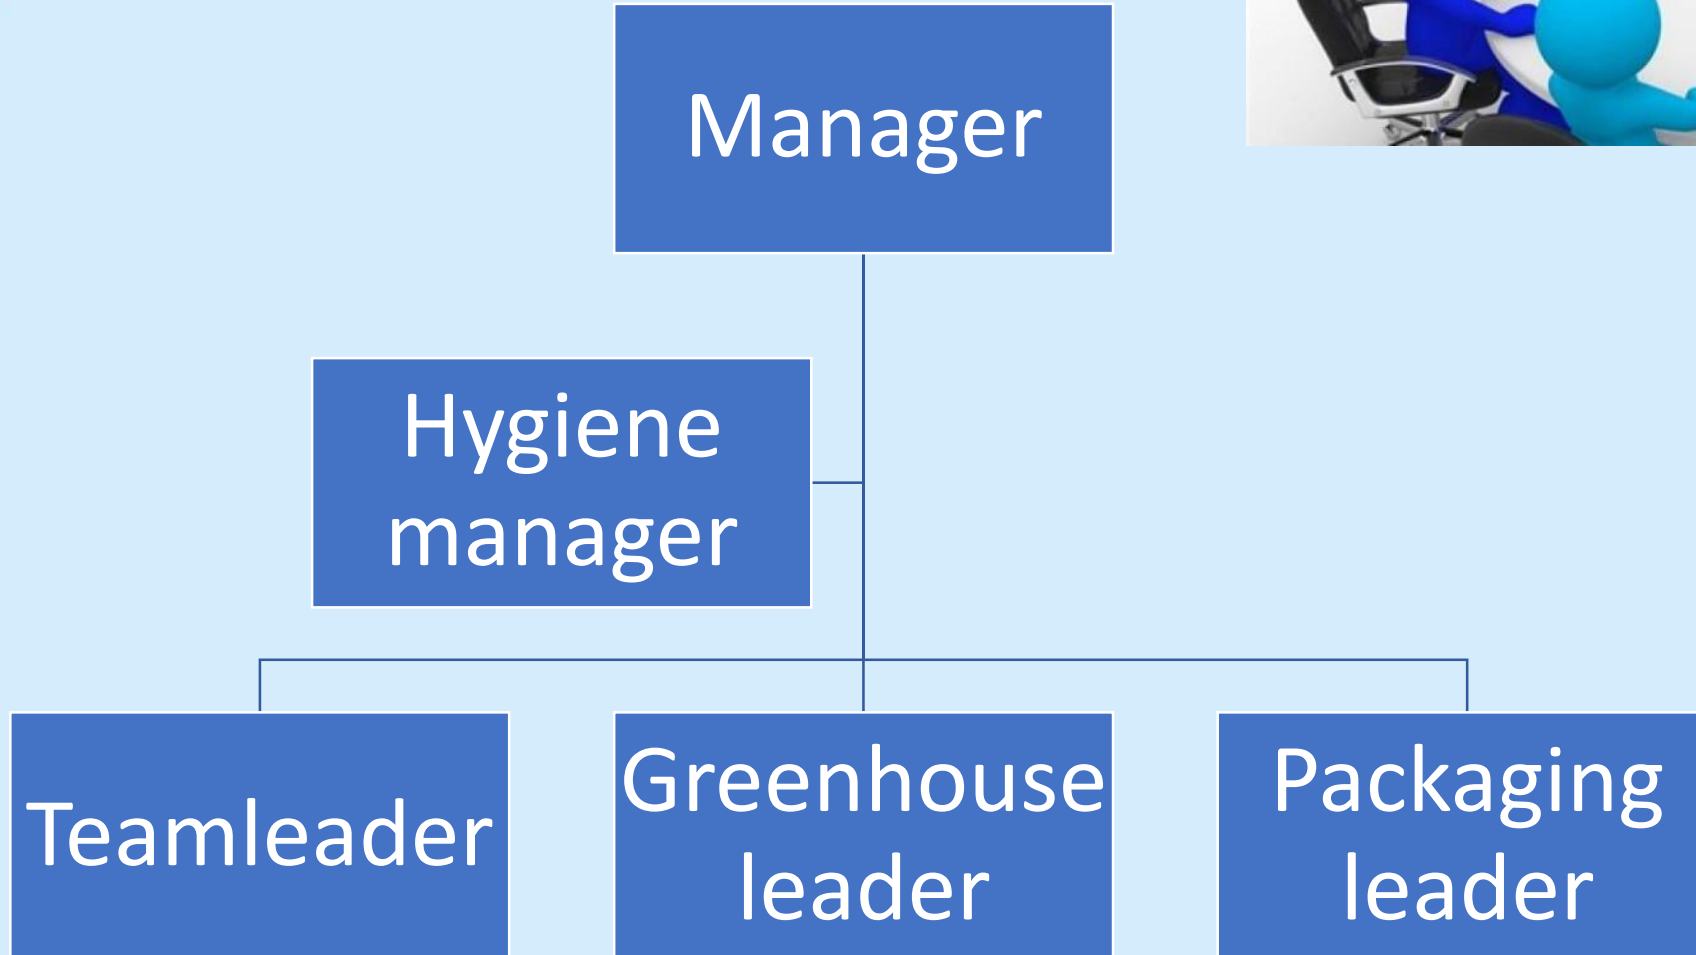 Manager
Hygiene
manager
Teamleader
Greenhouse
leader
Packaging
leader